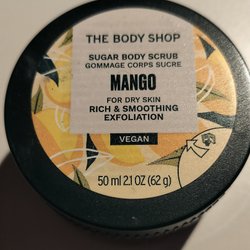 THE BODY SHOP
SUGAR BODY SCRUB
GOMMAGE CORPS SUCRE
MANGO
FOR DRY SKIN
RICH & SMOOTHING
EXFOLIATION
VEGAN
50 ml 2.1 OZ (62 g)